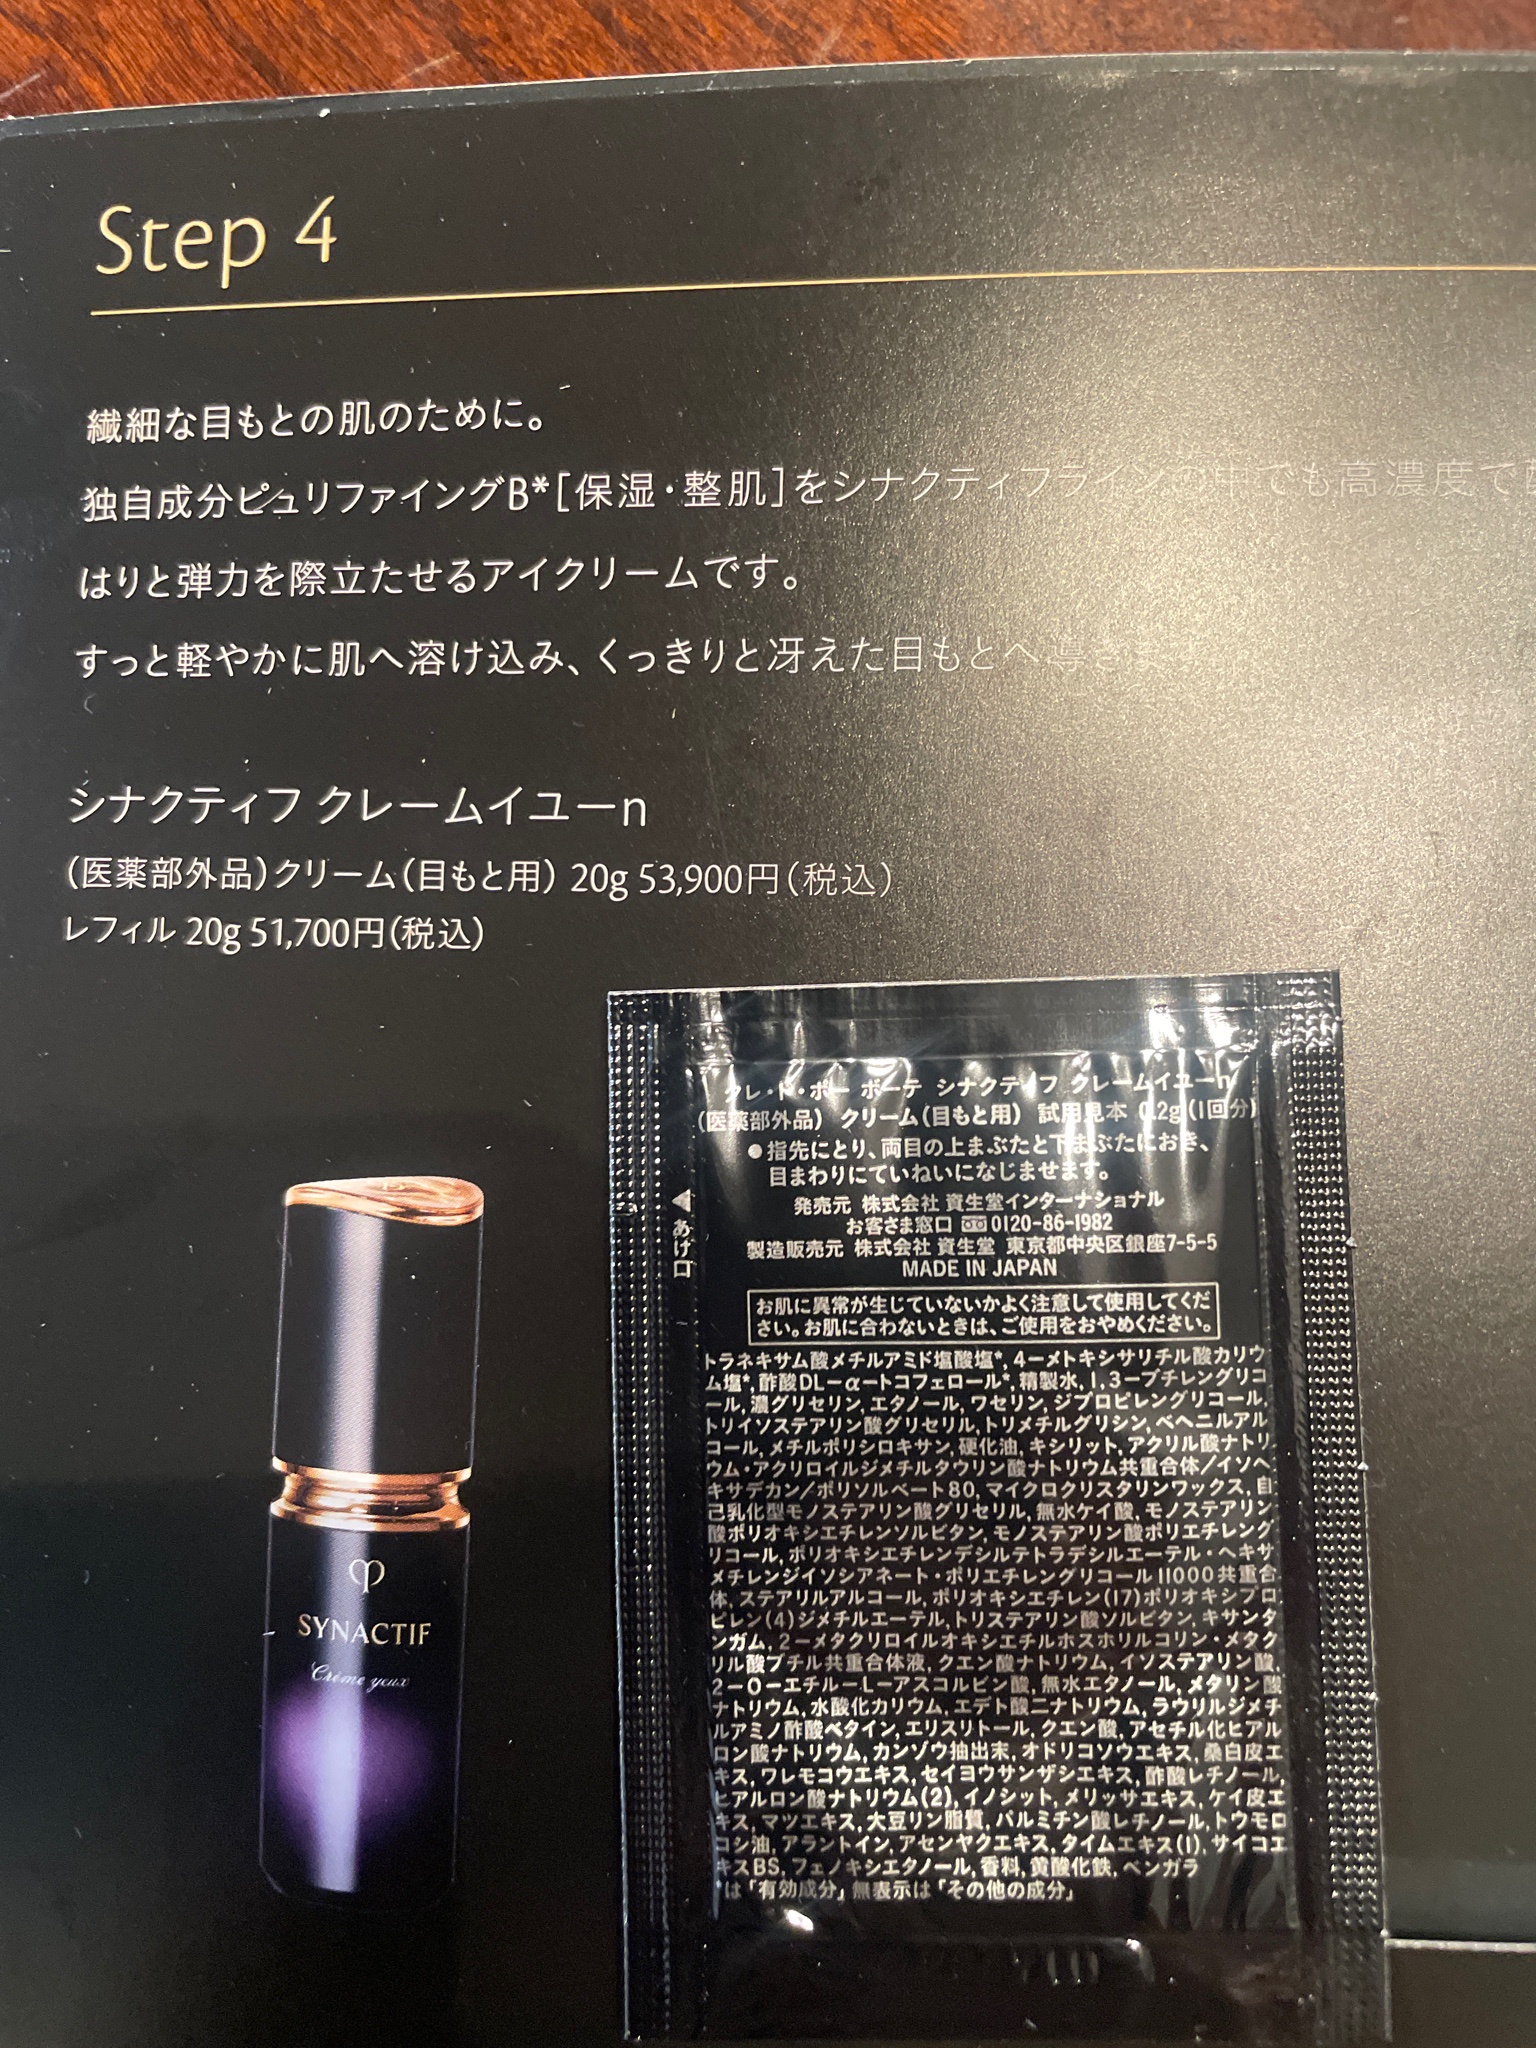 Step 4
繊細な目もとの肌のために。
独自成分ピュリファイングB*[保湿・整肌]をシナクティフラインの中でも高濃度で
はりと弾力を際立たせるアイクリームです。
すっと軽やかに肌へ溶け込み、くっきりと冴えた目もとへ導き
シナクティフ クレームイユーn
(医薬部外品)クリーム(目もと用) 20g 53,900円(税込)
レフィル 20g 51,700円(税込)
SYNACTIF
Crème yeux
クレ・ド・ポー ボーテ シナクティフ クレームイユーn
(医薬部外品) クリーム(目もと用) 試用見本 0.2g(1回分)
●指先にとり、両目の上まぶたと下まぶたにおき、
目まわりにていねいになじませます。
発売元 株式会社 資生堂インターナショナル
お客さま窓口 0120-86-1982
製造販売元 株式会社 資生堂 東京都中央区銀座7-5-5
MADE IN JAPAN
◀あけ口
お肌に異常が生じていないかよく注意して使用してくだ
さい。お肌に合わないときは、ご使用をおやめください。
トラネキサム酸メチルアミド塩酸塩*, 4-メトキシサリチル酸カリウ
ム塩*, 酢酸DL-α-トコフェロール*, 精製水, 1, 3-ブチレングリコ
ール, 濃グリセリン, エタノール, ワセリン, ジプロピレングリコール,
トリイソステアリン酸グリセリル, トリメチルグリシン, ベヘニルアル
コール, メチルポリシロキサン, 硬化油, キシリット, アクリル酸ナトリ
ウム・アクリロイルジメチルタウリン酸ナトリウム共重合体/イソヘ
キサデカン/ポリソルベート80, マイクロクリスタリンワックス, 自
己乳化型モノステアリン酸グリセリル, 無水ケイ酸, モノステアリン
酸ポリオキシエチレンソルビタン, モノステアリン酸ポリエチレング
リコール, ポリオキシエチレンデシルテトラデシルエーテル・ヘキサ
メチレンジイソシアネート・ポリエチレングリコール11000共重合
体, ステアリルアルコール, ポリオキシエチレン(17)ポリオキシプロ
ピレン(4)ジメチルエーテル, トリステアリン酸ソルビタン, キサンタ
ンガム, 2-メタクリロイルオキシエチルホスホリルコリン・メタク
リル酸ブチル共重合体液, クエン酸ナトリウム, イソステアリン酸,
2-O-エチル-L-アスコルビン酸, 無水エタノール, メタリン酸
ナトリウム, 水酸化カリウム, エデト酸二ナトリウム, ラウリルジメチ
ルアミノ酢酸ベタイン, エリスリトール, クエン酸, アセチル化ヒアル
ロン酸ナトリウム, カンゾウ抽出末, オドリコソウエキス, 桑白皮エ
キス, ワレモコウエキス, セイヨウサンザシエキス, 酢酸レチノール,
ヒアルロン酸ナトリウム(2), イノシット, メリッサエキス, ケイ皮エ
キス, マツエキス, 大豆リン脂質, パルミチン酸レチノール, トウモロ
コシ油, アラントイン, アセンヤクエキス, タイムエキス(1), サイコエ
キスBS, フェノキシエタノール, 香料, 黄酸化鉄, ベンガラ
*は「有効成分」無表示は「その他の成分」